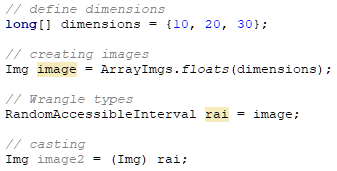 // define dimensions
long[] dimensions = {10, 20, 30};
// creating images
Img image = ArrayImgs.floats(dimensions);
// Wrangle types
RandomAccessibleInterval rai = image;
// casting
Img image2 = (Img) rai;